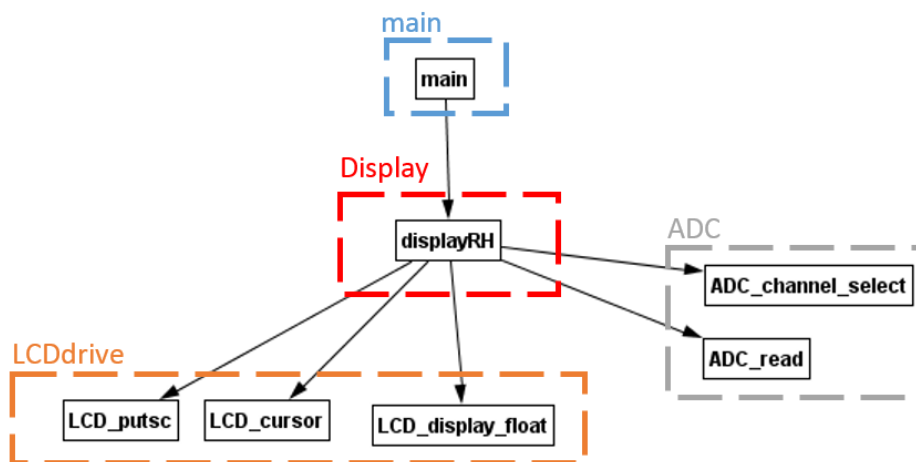 main
main
Display
displayRH
ADC
ADC_channel_select
ADC_read
LCDdrive
LCD_putsc
LCD_cursor
LCD_display_float